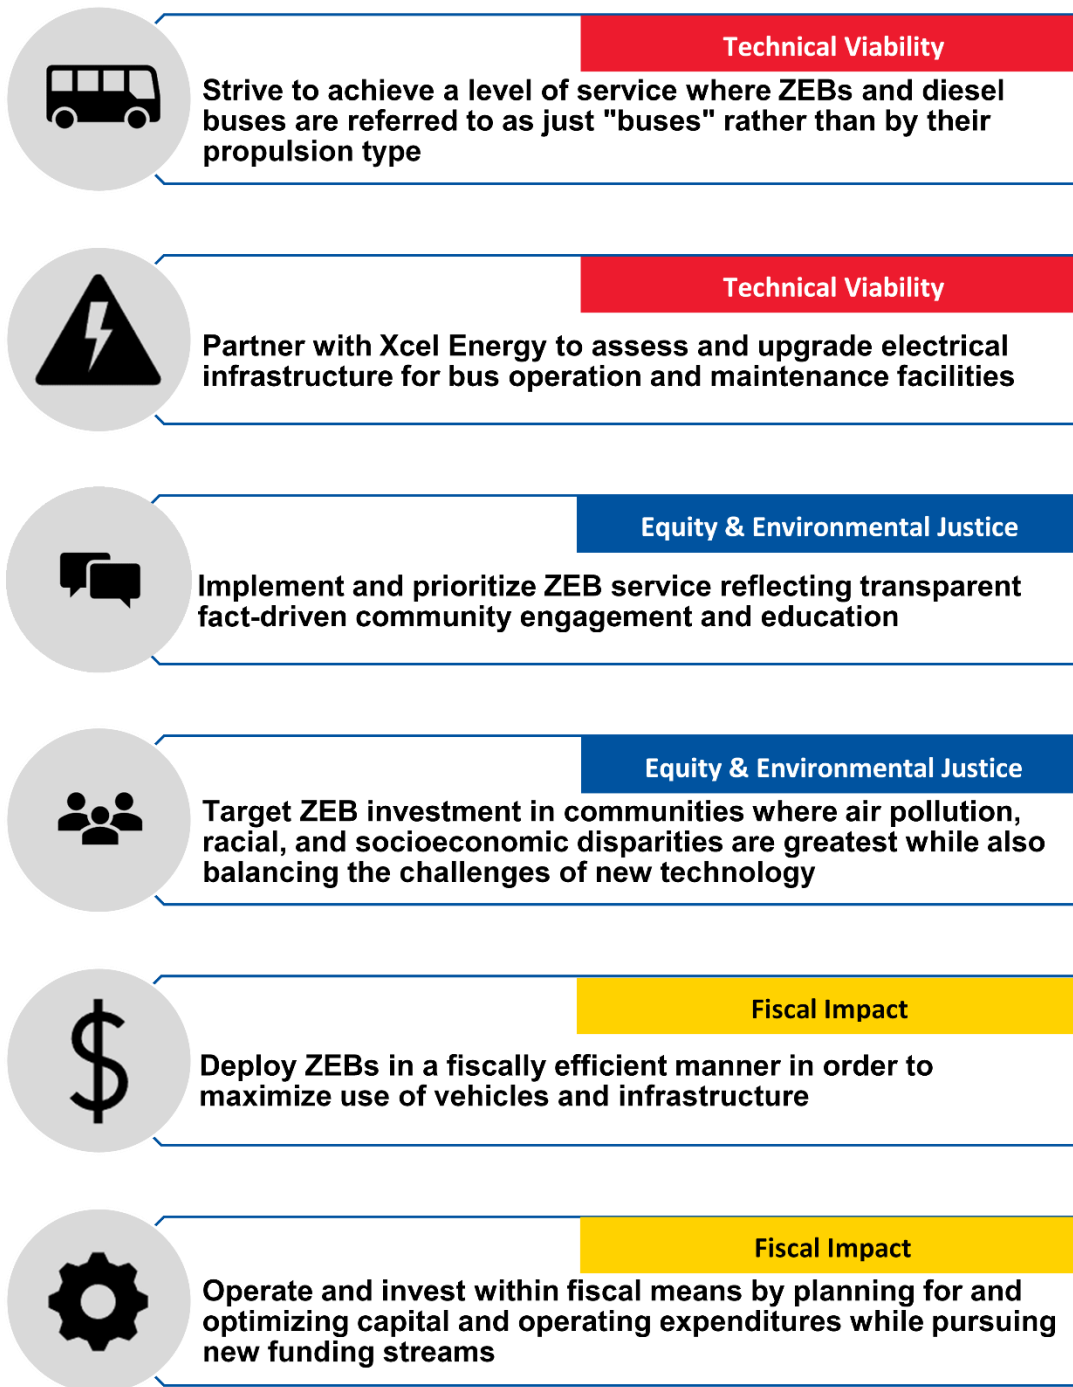 Technical Viability
Strive to achieve a level of service where ZEBs and diesel
buses are referred to as just "buses" rather than by their
propulsion type
Technical Viability
Partner with Xcel Energy to assess and upgrade electrical
infrastructure for bus operation and maintenance facilities
Equity & Environmental Justice
Implement and prioritize ZEB service reflecting transparent
fact-driven community engagement and education
Equity & Environmental Justice
Target ZEB investment in communities where air pollution,
racial, and socioeconomic disparities are greatest while also
balancing the challenges of new technology
Fiscal Impact
Deploy ZEBs in a fiscally efficient manner in order to
maximize use of vehicles and infrastructure
Fiscal Impact
Operate and invest within fiscal means by planning for and
optimizing capital and operating expenditures while pursuing
new funding streams